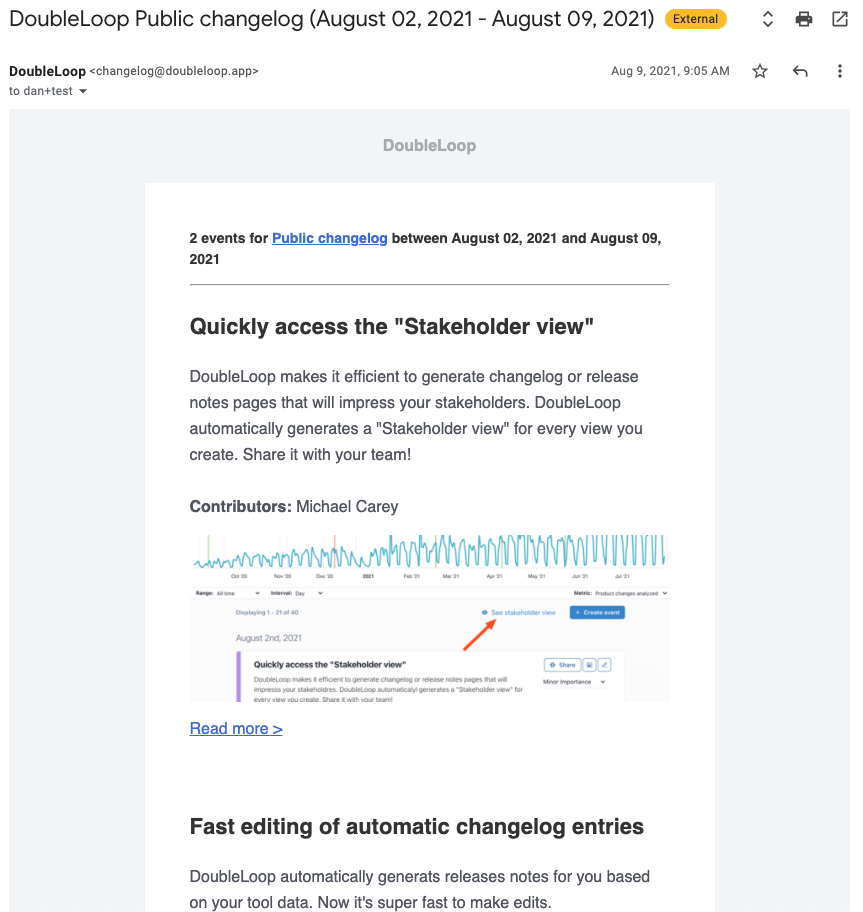 DoubleLoop Public changelog (August 02, 2021 - August 09, 2021) External
DoubleLoop <changelog@doubleloop.app> Aug 9, 2021, 9:05 AM
to dan+test
DoubleLoop
2 events for Public changelog between August 02, 2021 and August 09,
2021
Quickly access the "Stakeholder view"
DoubleLoop makes it efficient to generate changelog or release
notes pages that will impress your stakeholders. DoubleLoop
automatically generates a "Stakeholder view" for every view you
create. Share it with your team!
Contributors: Michael Carey
Oct '20 Nov '20 Dec '20 2021 Feb '21 Mar '21 Apr '21 May '21 Jun '21 Jul '21
Range: All time Interval: Day Metric: Product changes analyzed
Displaying 1 - 21 of 40 See stakeholder view + Create event
August 2nd, 2021
Quickly access the "Stakeholder view" Share
DoubleLoop makes it efficient to generate changelog or release notes pages that will
impresss your stakeholdres. DoubleLoop automaticalyl generates a "Stakeholder view" for
every view you create. Share it with your team!
Minor Importance
Read more >
Fast editing of automatic changelog entries
DoubleLoop automatically generats releases notes for you based
on your tool data. Now it's super fast to make edits.